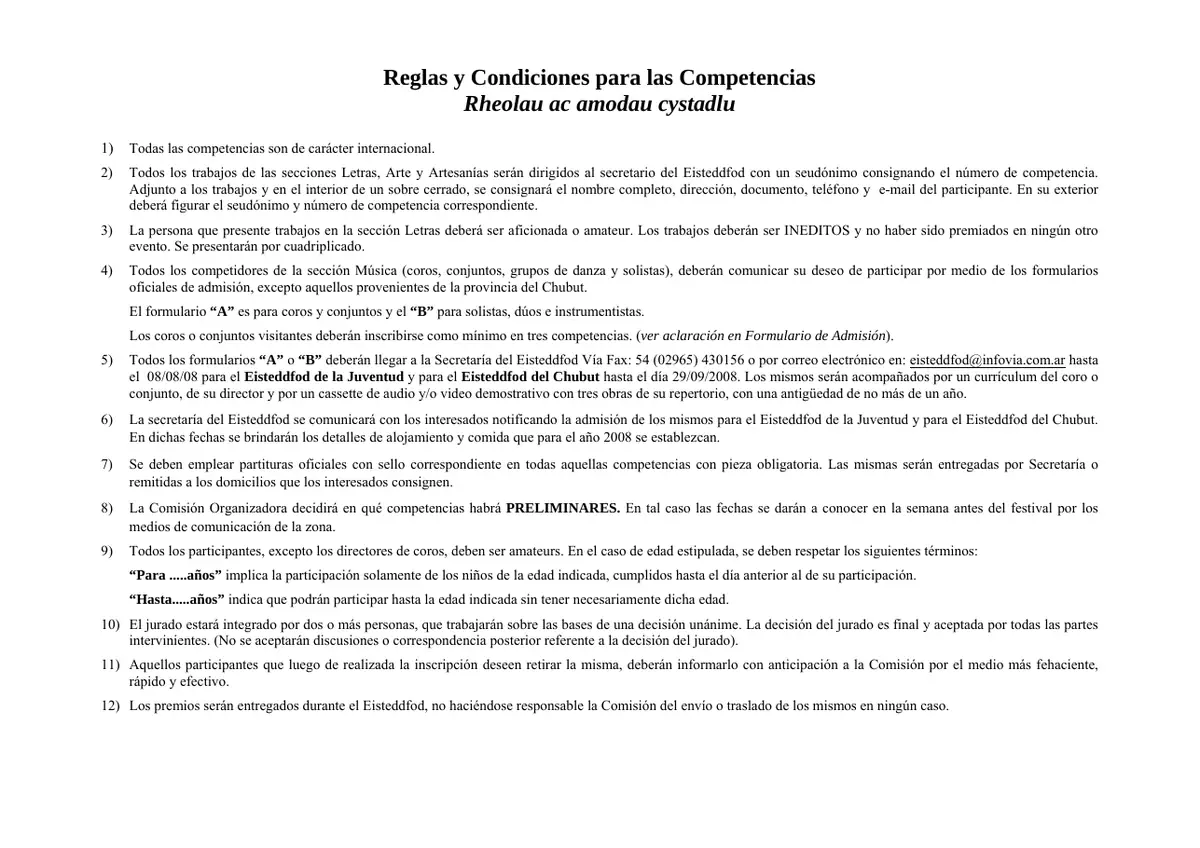 Reglas y Condiciones para las Competencias
Rheolau ac amodau cystadlu
1) Todas las competencias son de carácter internacional.
2) Todos los trabajos de las secciones Letras, Arte y Artesanías serán dirigidos al secretario del Eisteddfod con un seudónimo consignando el número de competencia.
Adjunto a los trabajos y en el interior de un sobre cerrado, se consignará el nombre completo, dirección, documento, teléfono y e-mail del participante. En su exterior
deberá figurar el seudónimo y número de competencia correspondiente.
3) La persona que presente trabajos en la sección Letras deberá ser aficionada o amateur. Los trabajos deberán ser INEDITOS y no haber sido premiados en ningún otro
evento. Se presentarán por cuadriplicado.
4) Todos los competidores de la sección Música (coros, conjuntos, grupos de danza y solistas), deberán comunicar su deseo de participar por medio de los formularios
oficiales de admisión, excepto aquellos provenientes de la provincia del Chubut.
El formulario “A” es para coros y conjuntos y el “B” para solistas, dúos e instrumentistas.
Los coros o conjuntos visitantes deberán inscribirse como mínimo en tres competencias. (ver aclaración en Formulario de Admisión).
5) Todos los formularios “A” o “B” deberán llegar a la Secretaría del Eisteddfod Vía Fax: 54 (02965) 430156 o por correo electrónico en: eisteddfod@infovia.com.ar hasta
el 08/08/08 para el Eisteddfod de la Juventud y para el Eisteddfod del Chubut hasta el día 29/09/2008. Los mismos serán acompañados por un currículum del coro o
conjunto, de su director y por un cassette de audio y/o video demostrativo con tres obras de su repertorio, con una antigüedad de no más de un año.
6) La secretaría del Eisteddfod se comunicará con los interesados notificando la admisión de los mismos para el Eisteddfod de la Juventud y para el Eisteddfod del Chubut.
En dichas fechas se brindarán los detalles de alojamiento y comida que para el año 2008 se establezcan.
7) Se deben emplear partituras oficiales con sello correspondiente en todas aquellas competencias con pieza obligatoria. Las mismas serán entregadas por Secretaría o
remitidas a los domicilios que los interesados consignen.
8) La Comisión Organizadora decidirá en qué competencias habrá PRELIMINARES. En tal caso las fechas se darán a conocer en la semana antes del festival por los
medios de comunicación de la zona.
9) Todos los participantes, excepto los directores de coros, deben ser amateurs. En el caso de edad estipulada, se deben respetar los siguientes términos:
“Para .....años” implica la participación solamente de los niños de la edad indicada, cumplidos hasta el día anterior al de su participación.
“Hasta.....años” indica que podrán participar hasta la edad indicada sin tener necesariamente dicha edad.
10) El jurado estará integrado por dos o más personas, que trabajarán sobre las bases de una decisión unánime. La decisión del jurado es final y aceptada por todas las partes
intervinientes. (No se aceptarán discusiones o correspondencia posterior referente a la decisión del jurado).
11) Aquellos participantes que luego de realizada la inscripción deseen retirar la misma, deberán informarlo con anticipación a la Comisión por el medio más fehaciente,
rápido y efectivo.
12) Los premios serán entregados durante el Eisteddfod, no haciéndose responsable la Comisión del envío o traslado de los mismos en ningún caso.